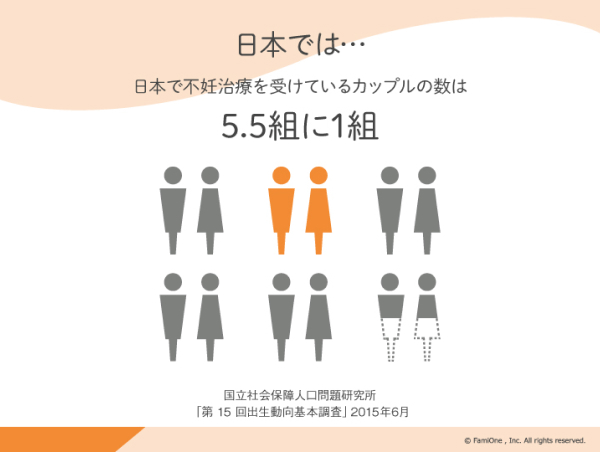 日本では…
日本で不妊治療を受けているカップルの数は
5.5組に1組
国立社会保障人口問題研究所
「第 15 回出生動向基本調査」2015年6月
© FamiOne , Inc. All rights reserved.